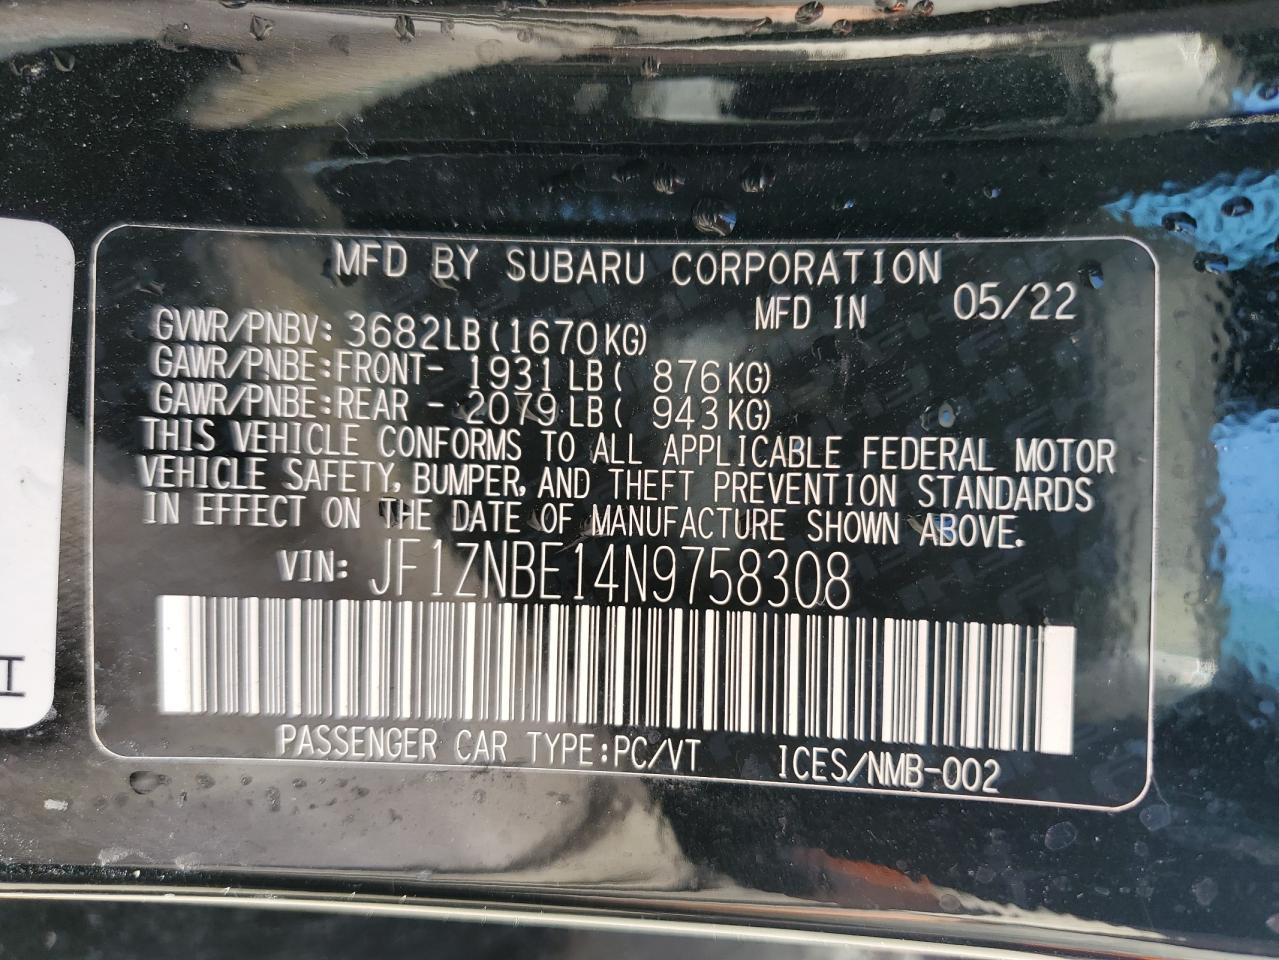 MFD BY SUBARU CORPORATION
MFD IN 05/22
GVWR/PNBV: 3682LB(1670KG)
GAWR/PNBE:FRONT- 1931LB( 876KG)
GAWR/PNBE:REAR - 2079LB( 943KG)
THIS VEHICLE CONFORMS TO ALL APPLICABLE FEDERAL MOTOR
VEHICLE SAFETY, BUMPER, AND THEFT PREVENTION STANDARDS
IN EFFECT ON THE DATE OF MANUFACTURE SHOWN ABOVE.
VIN: JF1ZNBE14N9758308
PASSENGER CAR TYPE:PC/VT ICES/NMB-002